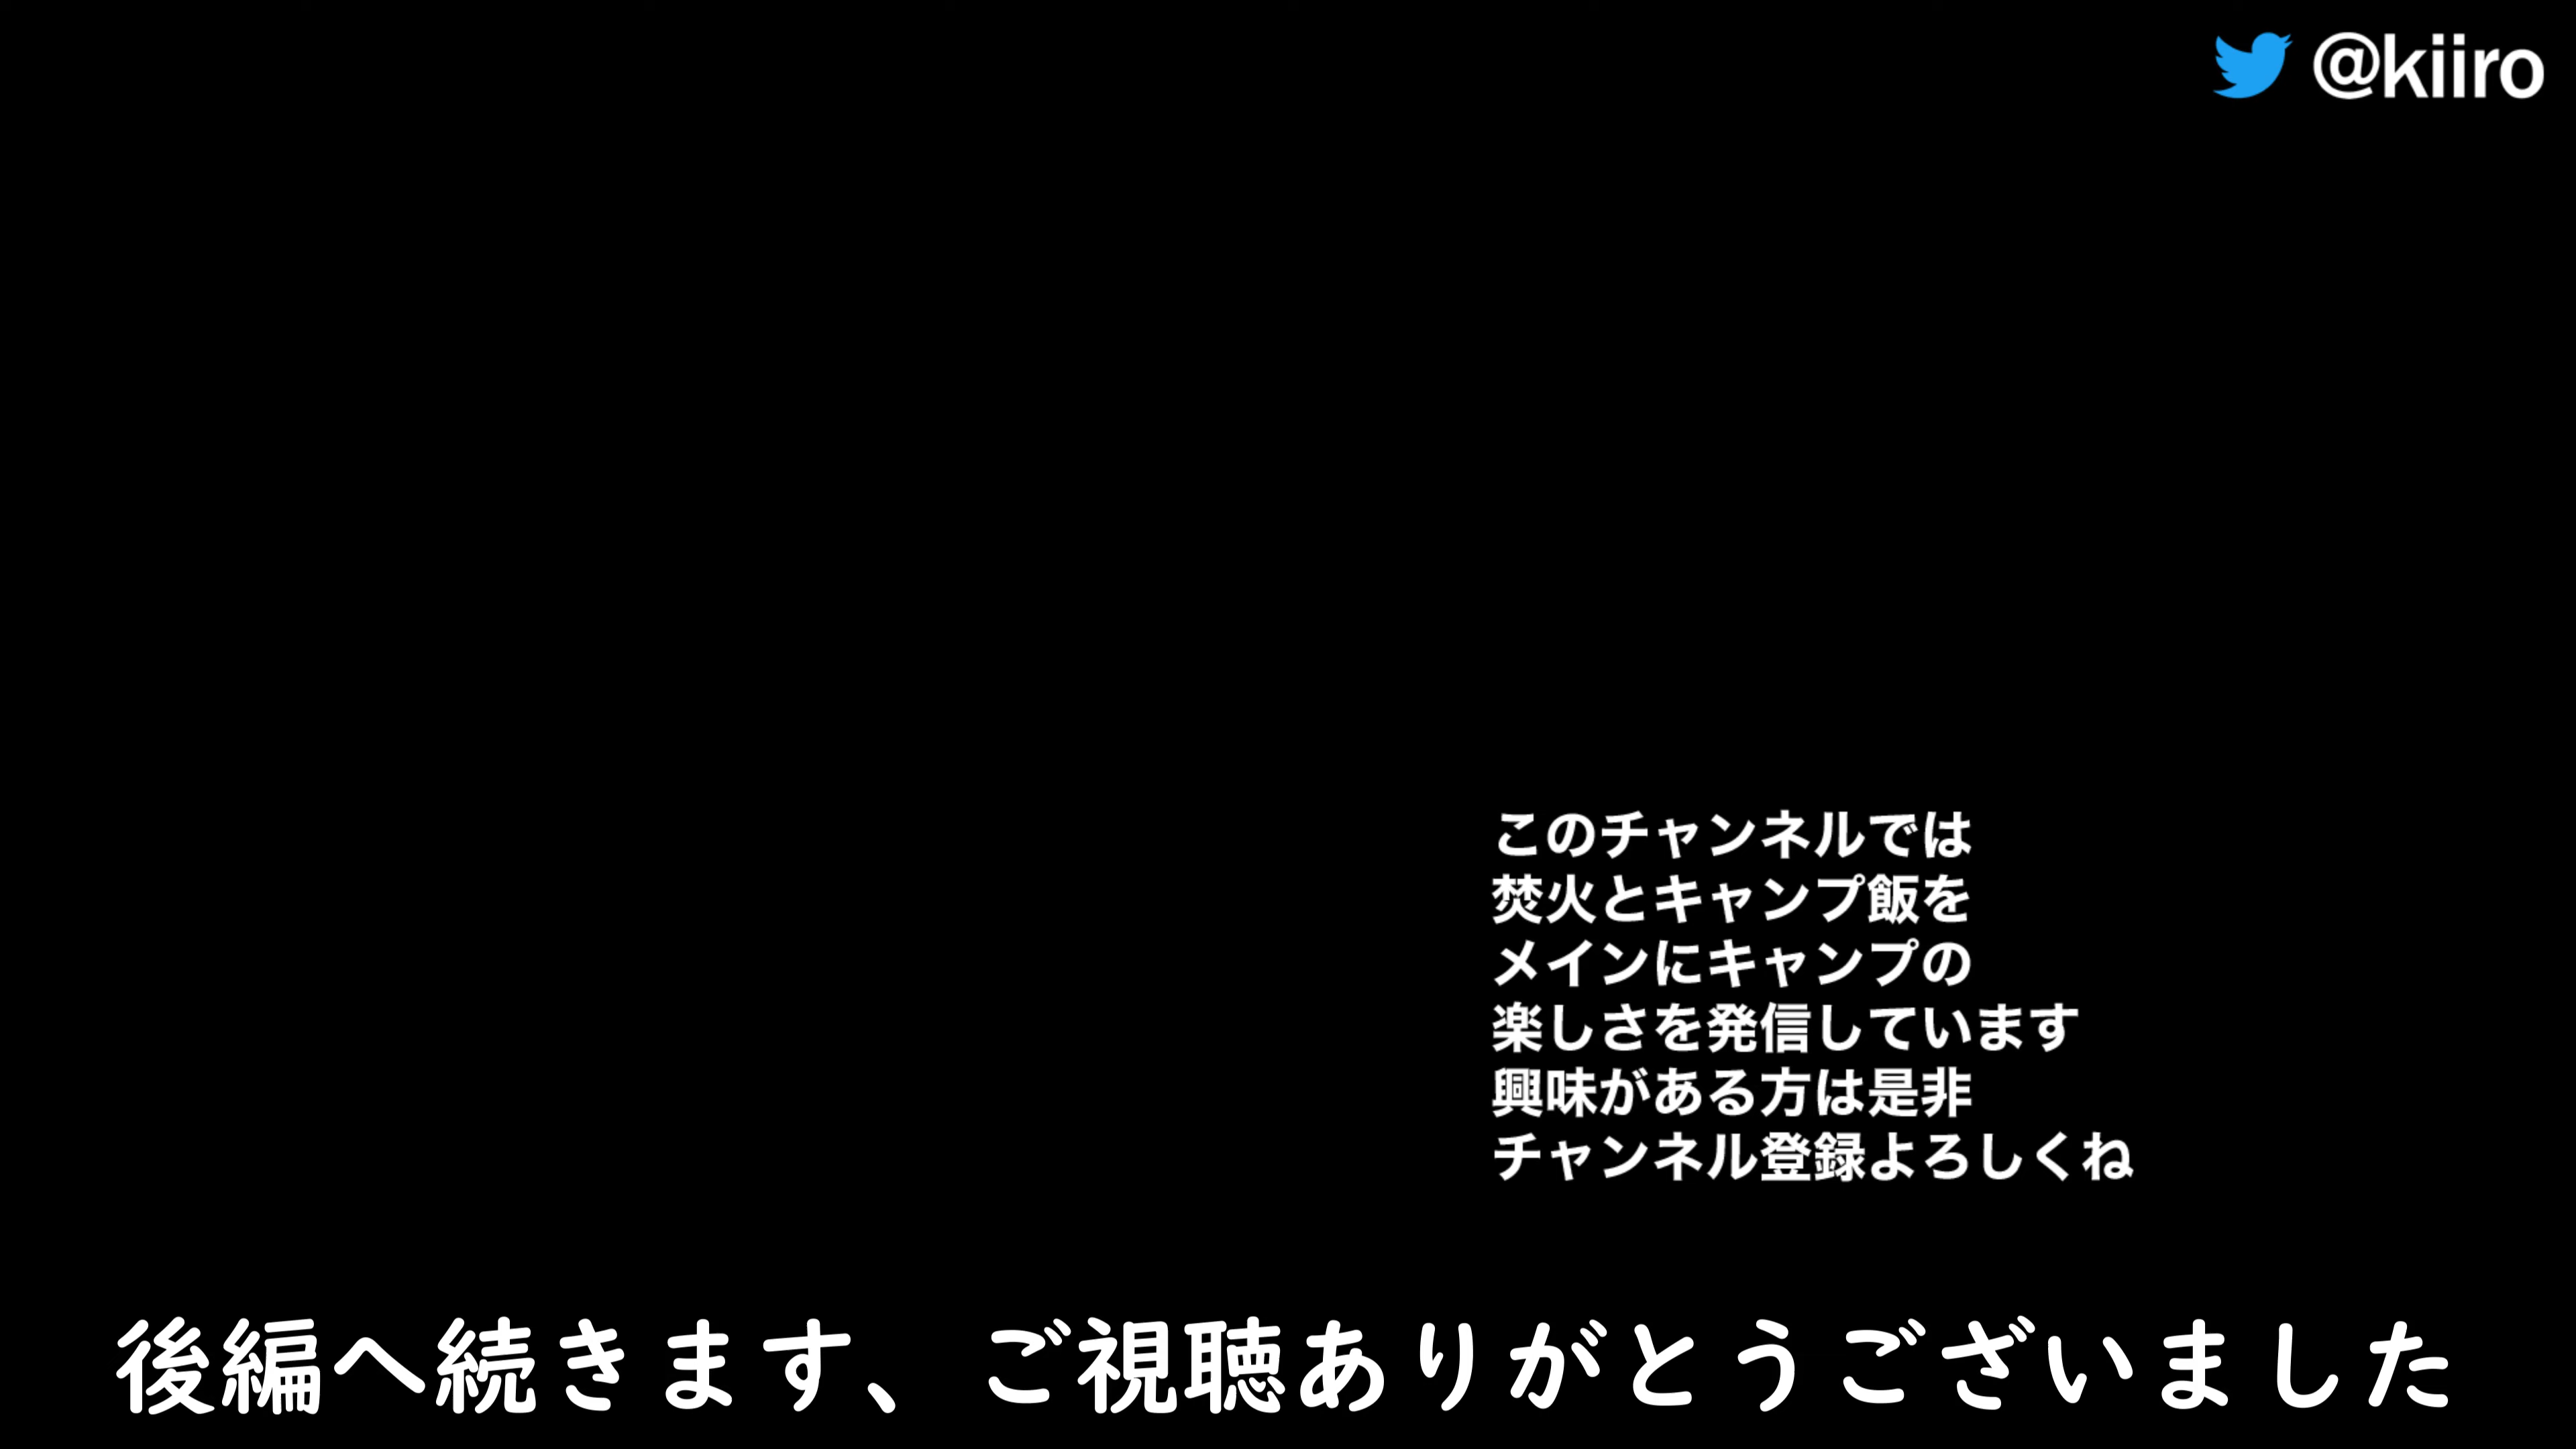 @kiiro
このチャンネルでは
焚火とキャンプ飯を
メインにキャンプの
楽しさを発信しています
興味がある方は是非
チャンネル登録よろしくね
後編へ続きます、ご視聴ありがとうございました